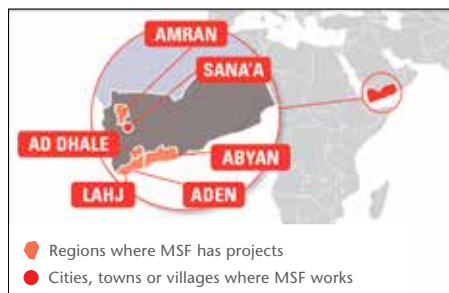 AMRAN
SANA'A
AD DHALE
ABYAN
LAHJ
ADEN
Regions where MSF has projects
Cities, towns or villages where MSF works